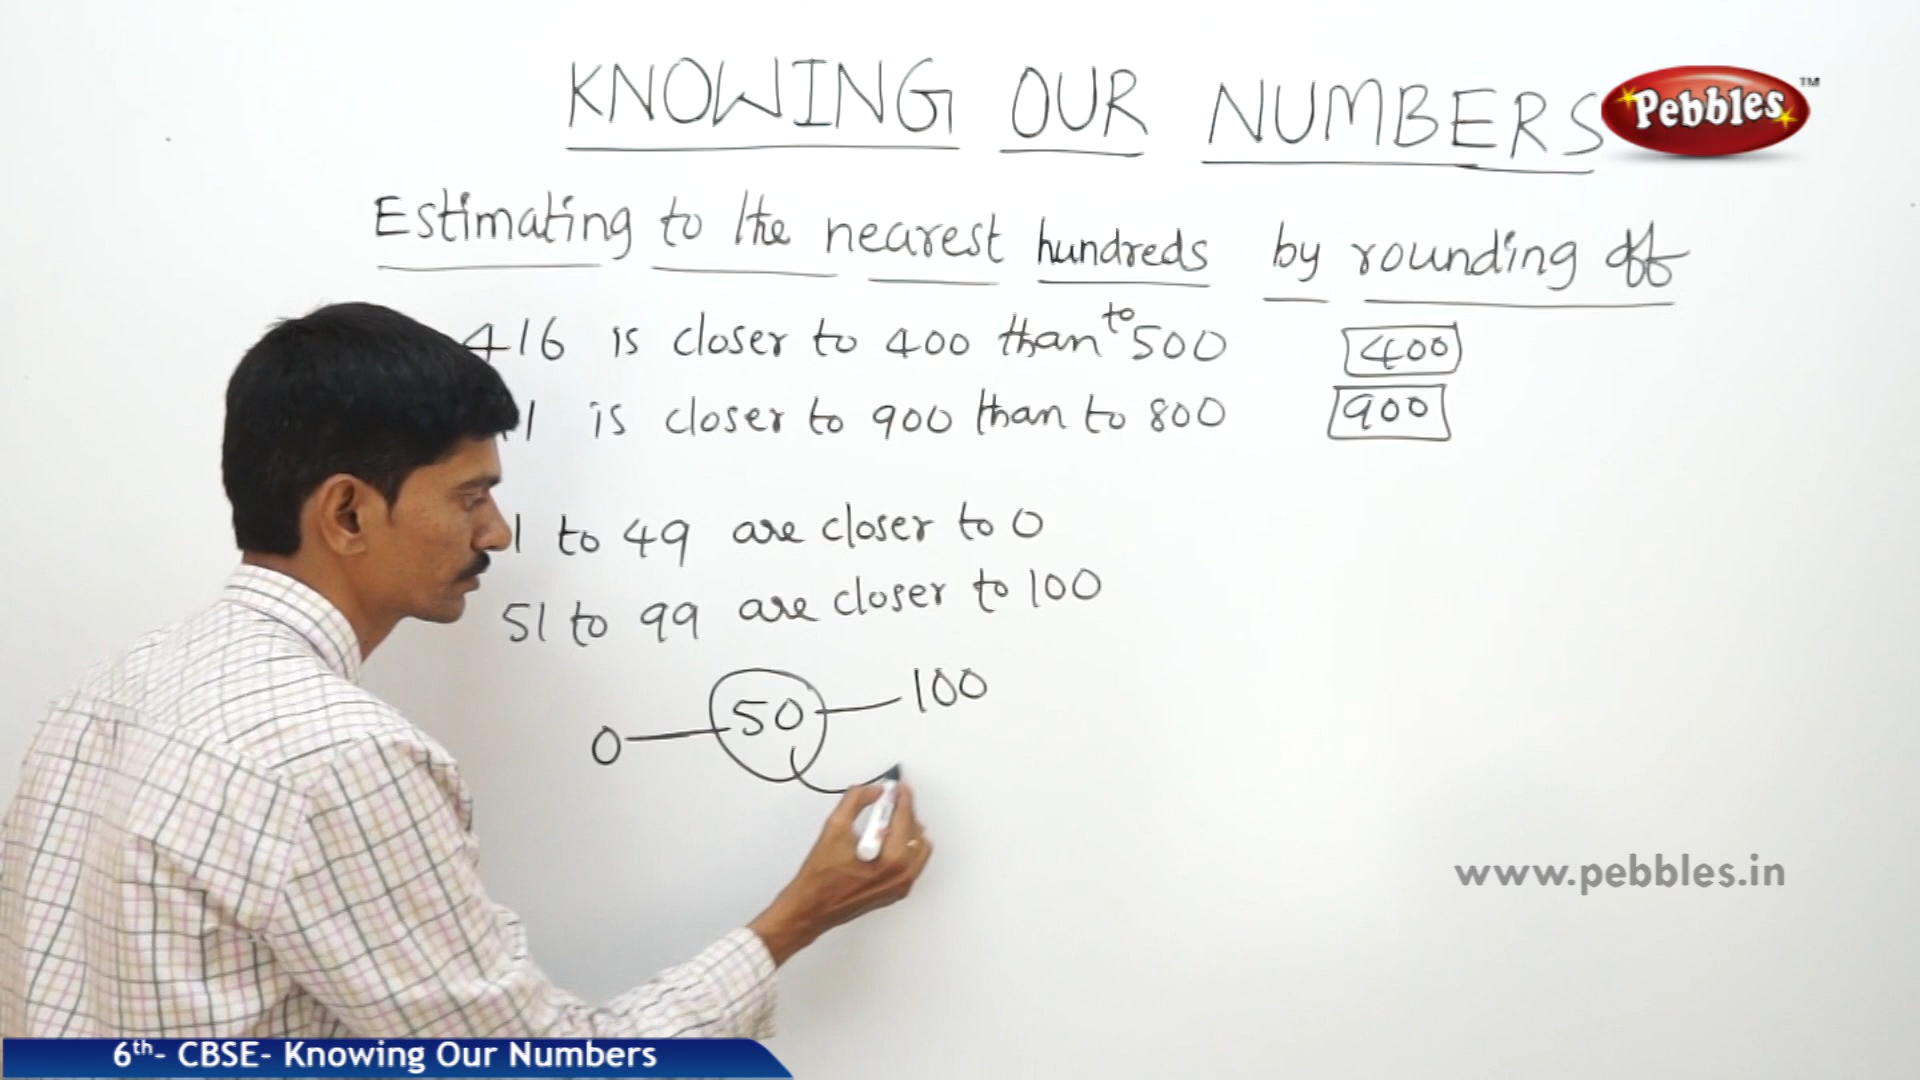 KNOWING OUR NUMBERS
Pebbles™
Estimating to the nearest hundreds by rounding off
416 is closer to 400 than to 500 400
is closer to 900 than to 800 900
1 to 49 are closer to 0
51 to 99 are closer to 100
0 50 100
www.pebbles.in
6th- CBSE- Knowing Our Numbers